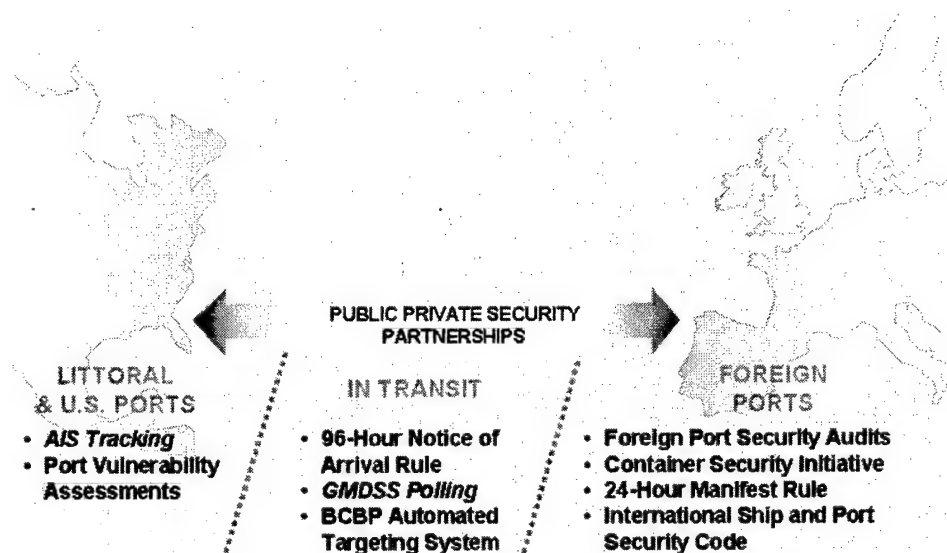 PUBLIC PRIVATE SECURITY
PARTNERSHIPS
LITTORAL
& U.S. PORTS
• AIS Tracking
• Port Vulnerability
Assessments
IN TRANSIT
• 96-Hour Notice of
Arrival Rule
• GMDSS Polling
• BCBP Automated
Targeting System
FOREIGN
PORTS
• Foreign Port Security Audits
• Container Security Initiative
• 24-Hour Manifest Rule
• International Ship and Port
Security Code